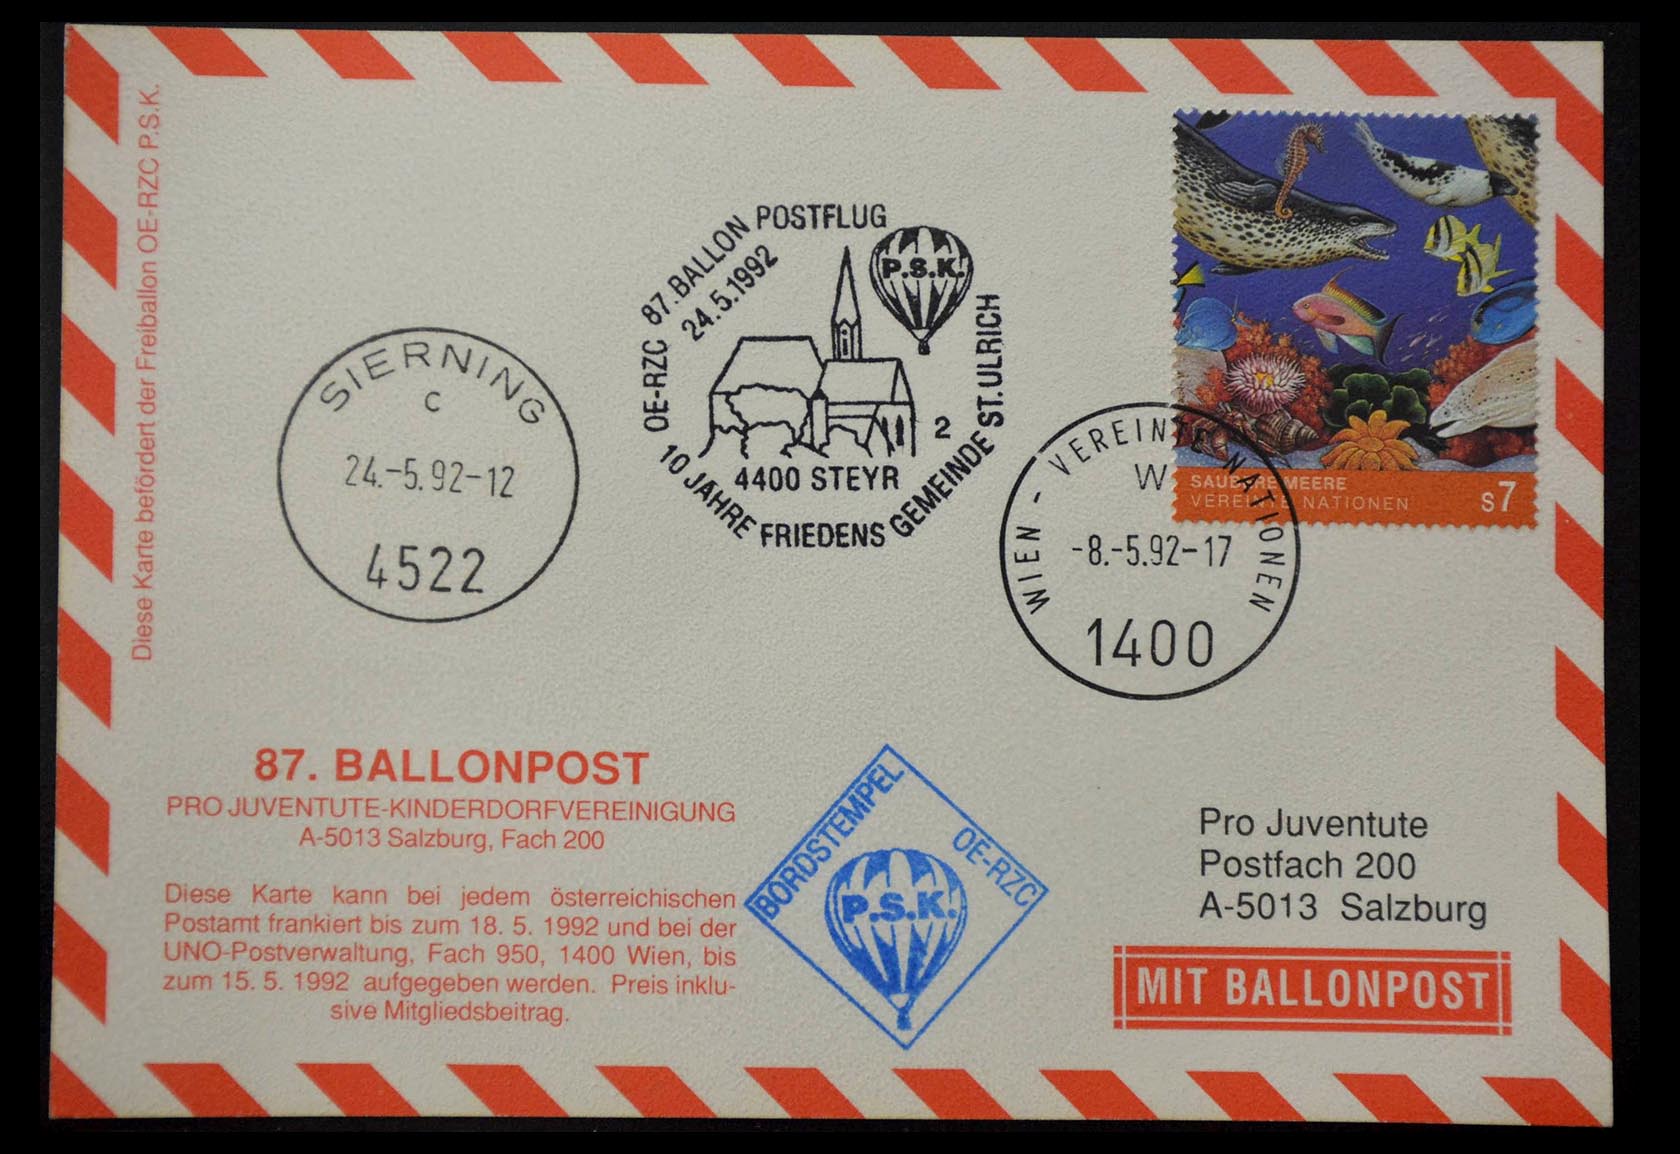 Diese Karte befördert der Freiballon OE-RZC P.S.K.
SIERNING
c
24.-5.92-12
4522
87. BALLON POSTFLUG
24.5.1992
OE-RZC
P.S.K.
2
4400 STEYR
10 JAHRE FRIEDENS GEMEINDE ST. ULRICH
SAUBERE MEERE
VEREINTE NATIONEN
s7
WIEN - VEREINTE NATIONEN
W
-8.-5.92-17
1400
87. BALLONPOST
PRO JUVENTUTE-KINDERDORFVEREINIGUNG
A-5013 Salzburg, Fach 200
Diese Karte kann bei jedem österreichischen
Postamt frankiert bis zum 18. 5. 1992 und bei der
UNO-Postverwaltung, Fach 950, 1400 Wien, bis
zum 15. 5. 1992 aufgegeben werden. Preis inklu-
sive Mitgliedsbeitrag.
BORDSTEMPEL
OE-RZC
P.S.K.
Pro Juventute
Postfach 200
A-5013 Salzburg
MIT BALLONPOST